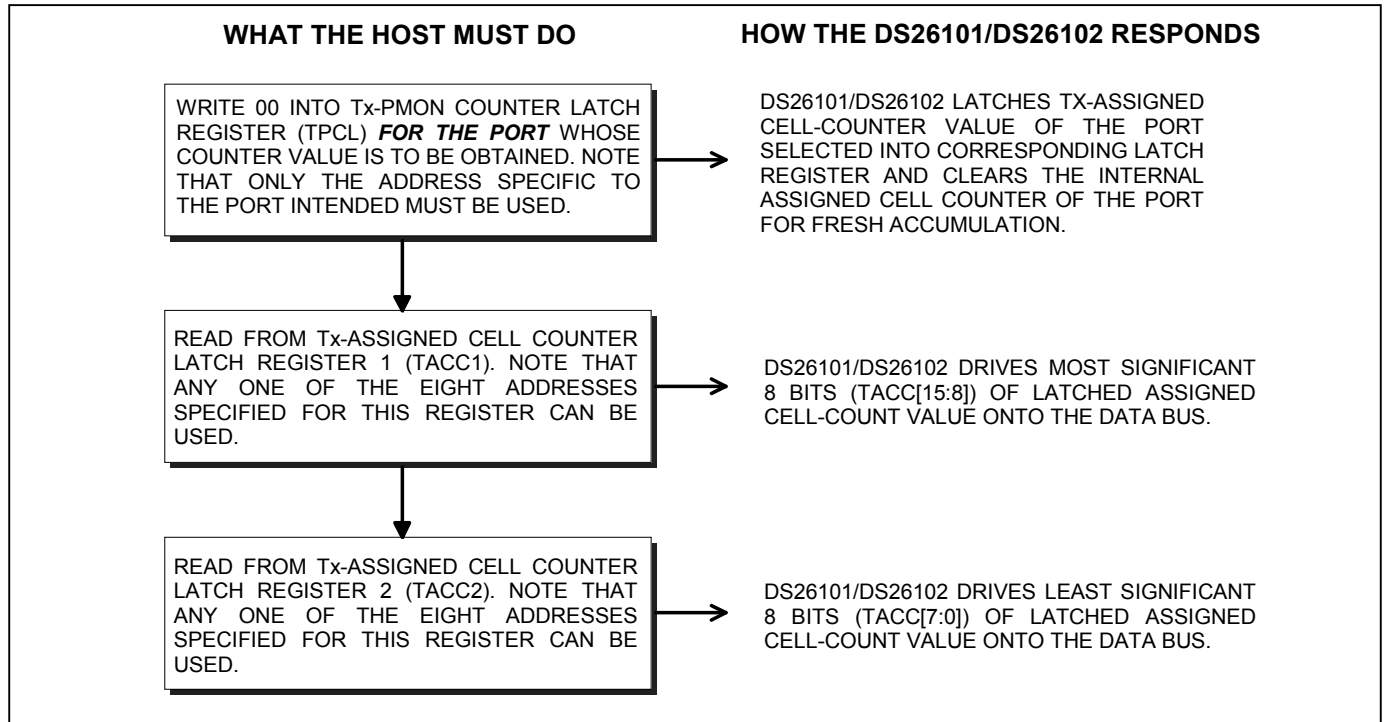 WHAT THE HOST MUST DO
HOW THE DS26101/DS26102 RESPONDS
WRITE 00 INTO Tx-PMON COUNTER LATCH
REGISTER (TPCL) FOR THE PORT WHOSE
COUNTER VALUE IS TO BE OBTAINED. NOTE
THAT ONLY THE ADDRESS SPECIFIC TO
THE PORT INTENDED MUST BE USED.
DS26101/DS26102 LATCHES TX-ASSIGNED
CELL-COUNTER VALUE OF THE PORT
SELECTED INTO CORRESPONDING LATCH
REGISTER AND CLEARS THE INTERNAL
ASSIGNED CELL COUNTER OF THE PORT
FOR FRESH ACCUMULATION.
READ FROM Tx-ASSIGNED CELL COUNTER
LATCH REGISTER 1 (TACC1). NOTE THAT
ANY ONE OF THE EIGHT ADDRESSES
SPECIFIED FOR THIS REGISTER CAN BE
USED.
DS26101/DS26102 DRIVES MOST SIGNIFICANT
8 BITS (TACC[15:8]) OF LATCHED ASSIGNED
CELL-COUNT VALUE ONTO THE DATA BUS.
READ FROM Tx-ASSIGNED CELL COUNTER
LATCH REGISTER 2 (TACC2). NOTE THAT
ANY ONE OF THE EIGHT ADDRESSES
SPECIFIED FOR THIS REGISTER CAN BE
USED.
DS26101/DS26102 DRIVES LEAST SIGNIFICANT
8 BITS (TACC[7:0]) OF LATCHED ASSIGNED
CELL-COUNT VALUE ONTO THE DATA BUS.